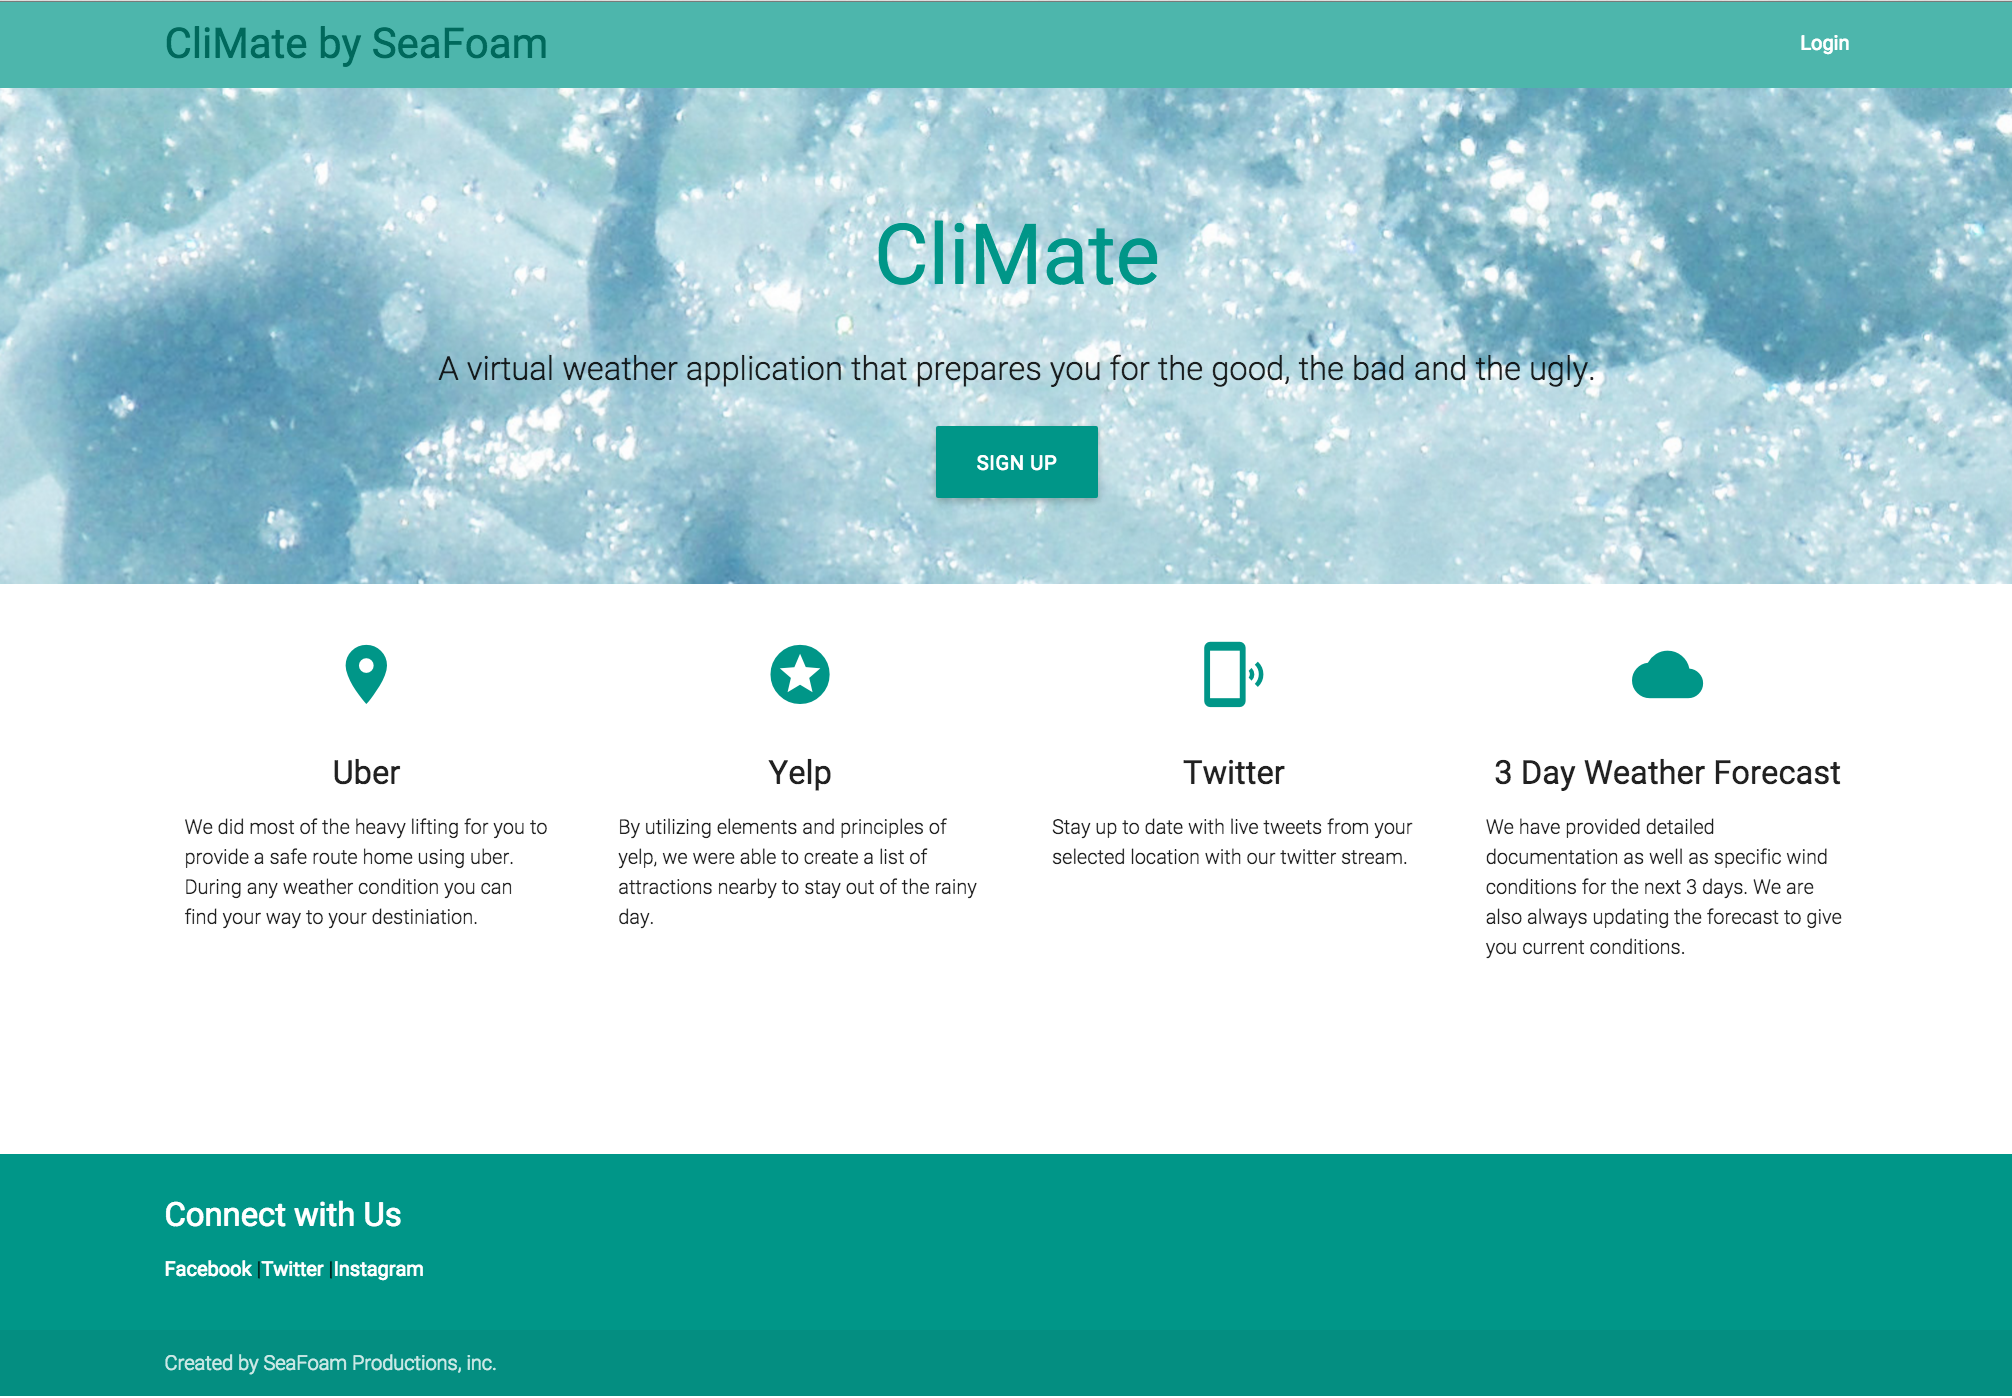 CliMate by SeaFoam
Login
CliMate
A virtual weather application that prepares you for the good, the bad and the ugly.
SIGN UP
Uber
We did most of the heavy lifting for you to
provide a safe route home using uber.
During any weather condition you can
find your way to your destiniation.
Yelp
By utilizing elements and principles of
yelp, we were able to create a list of
attractions nearby to stay out of the rainy
day.
Twitter
Stay up to date with live tweets from your
selected location with our twitter stream.
3 Day Weather Forecast
We have provided detailed
documentation as well as specific wind
conditions for the next 3 days. We are
also always updating the forecast to give
you current conditions.
Connect with Us
Facebook |Twitter |Instagram
Created by SeaFoam Productions, inc.